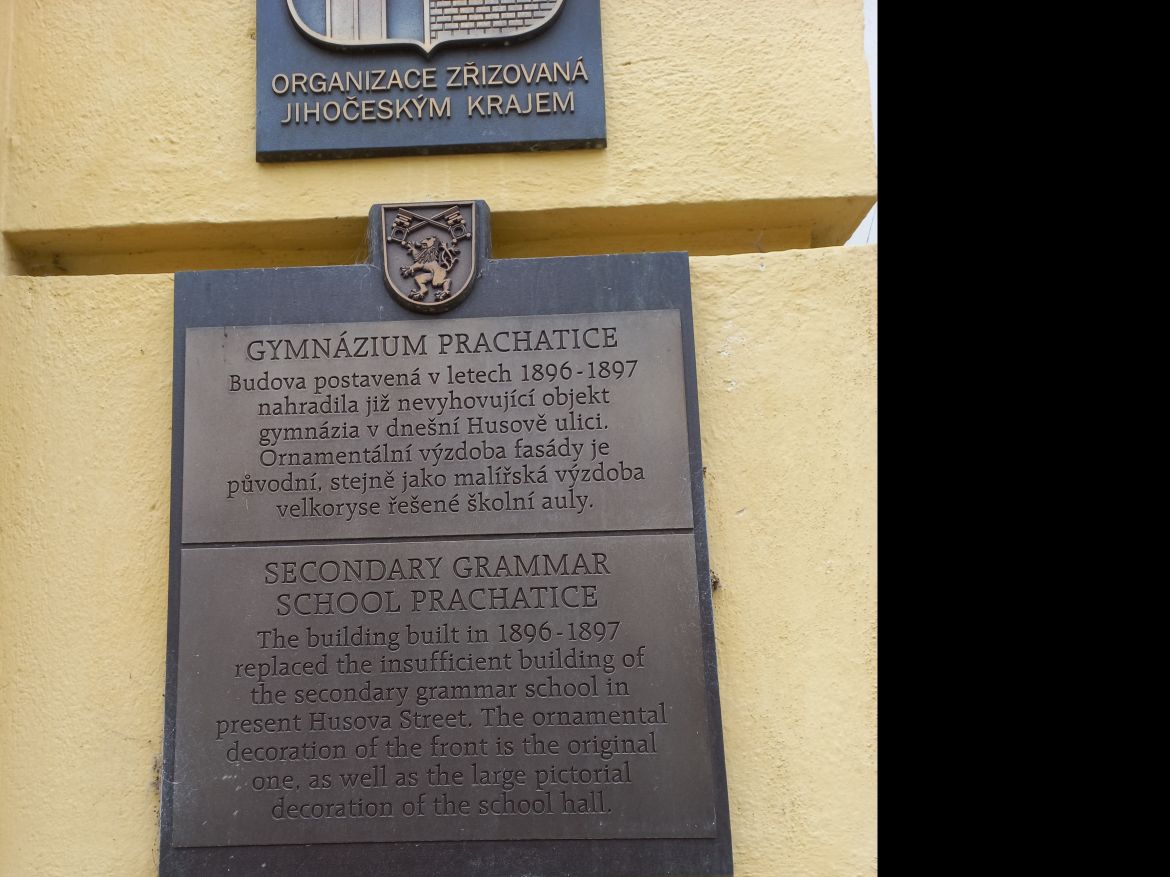 ORGANIZACE ZŘIZOVANÁ
JIHOČESKÝM KRAJEM
GYMNÁZIUM PRACHATICE
Budova postavená v letech 1896-1897
nahradila již nevyhovující objekt
gymnázia v dnešní Husově ulici.
Ornamentální výzdoba fasády je
původní, stejně jako malířská výzdoba
velkoryse řešené školní auly.
SECONDARY GRAMMAR
SCHOOL PRACHATICE
The building built in 1896-1897
replaced the insufficient building of
the secondary grammar school in
present Husova Street. The ornamental
decoration of the front is the original
one, as well as the large pictorial
decoration of the school hall.